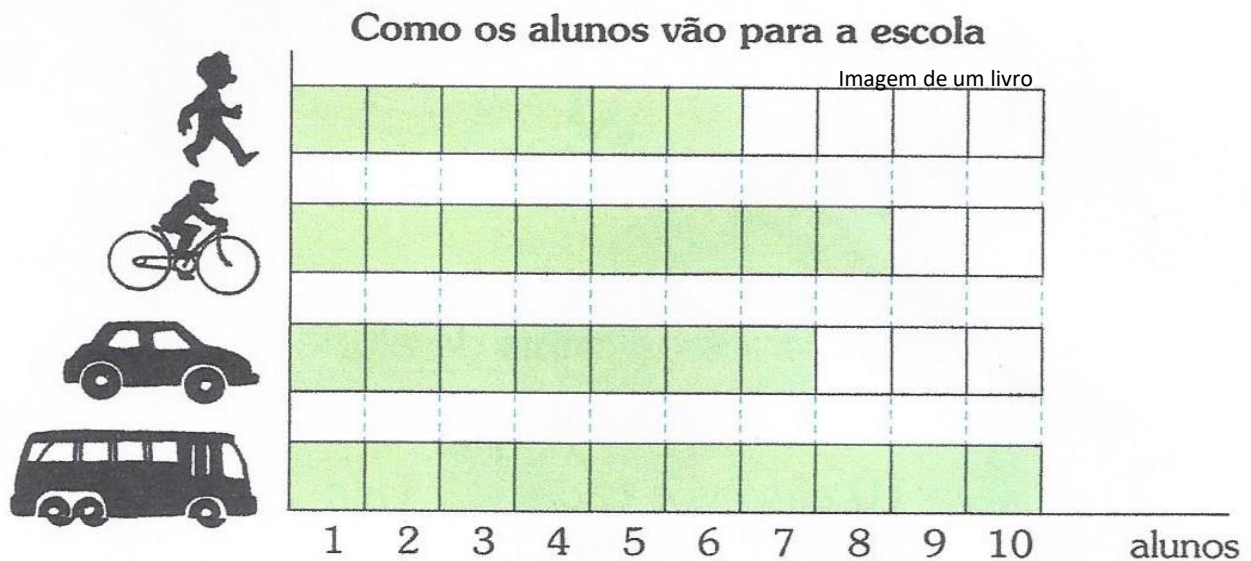 Como os alunos vão para a escola
Imagem de um livro
1 2 3 4 5 6 7 8 9 10 alunos